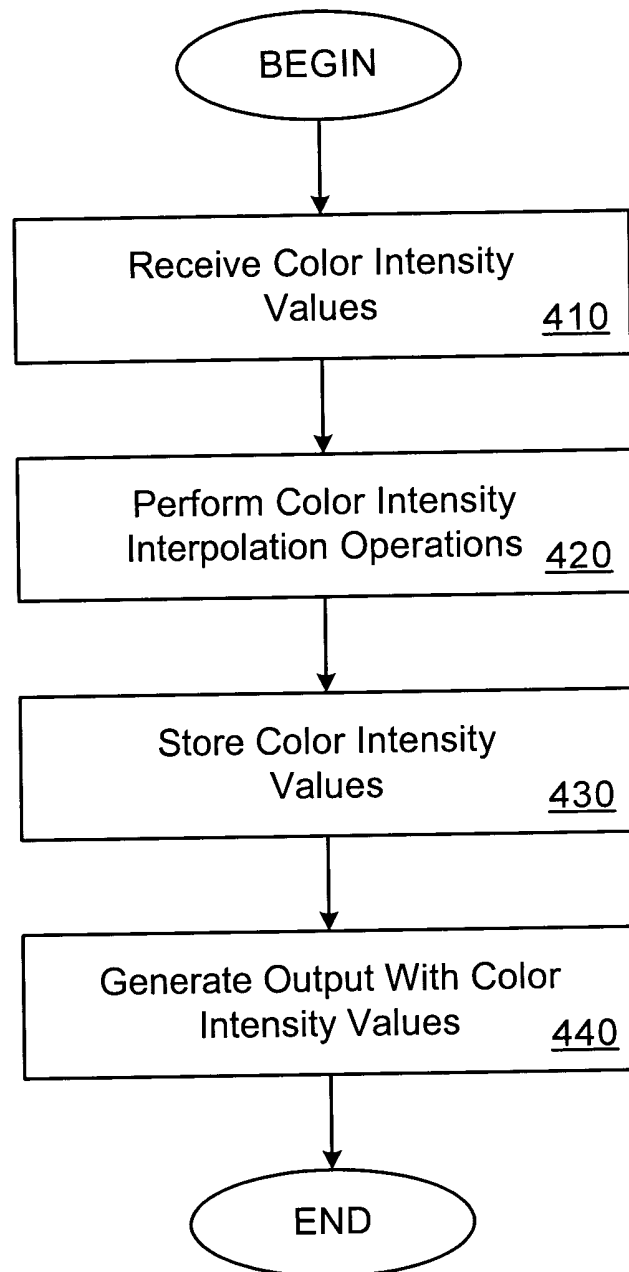 BEGIN
Receive Color Intensity
Values
410
Perform Color Intensity
Interpolation Operations
420
Store Color Intensity
Values
430
Generate Output With Color
Intensity Values
440
END